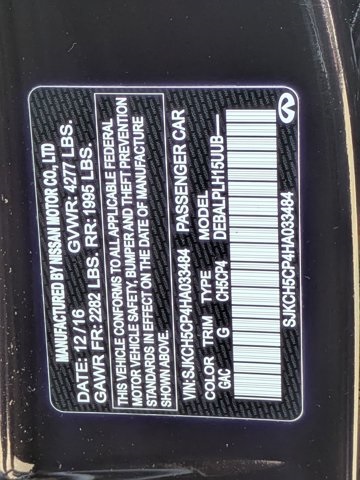 MANUFACTURED BY NISSAN MOTOR CO., LTD
DATE: 12 / 16 GVWR: 4277 LBS.
GAWR FR: 2282 LBS. RR: 1995 LBS.
THIS VEHICLE CONFORMS TO ALL APPLICABLE FEDERAL
MOTOR VEHICLE SAFETY, BUMPER AND THEFT PREVENTION
STANDARDS IN EFFECT ON THE DATE OF MANUFACTURE
SHOWN ABOVE.
VIN: SJKCH5CP4HA033484 PASSENGER CAR
COLOR TRIM TYPE MODEL
GAC G CH5CP4 DEBALPLH15UUB—
SJKCH5CP4HA033484